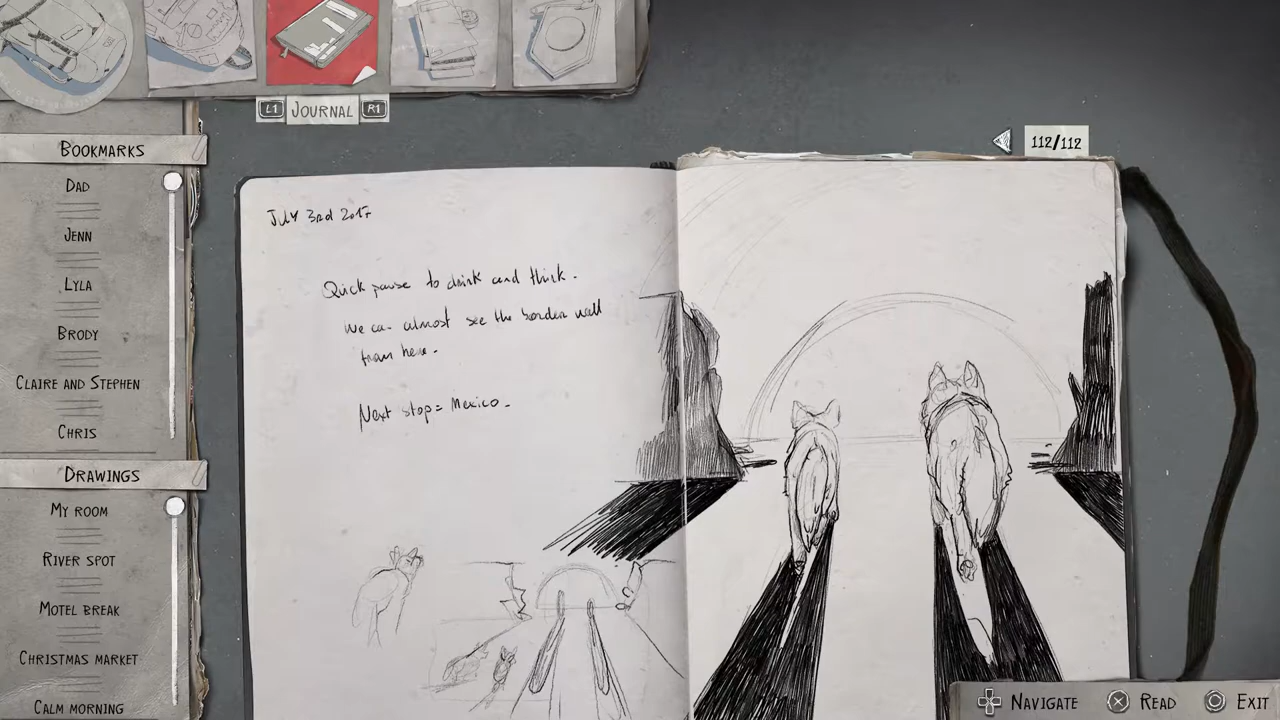 L1 JOURNAL R1
BOOKMARKS
DAD
JENN
LYLA
BRODY
CLAIRE AND STEPHEN
CHRIS
DRAWINGS
MY ROOM
RIVER SPOT
MOTEL BREAK
CHRISTMAS MARKET
CALM MORNING
112/112
July 3rd 2017
Quick pause to drink and think.
We can almost see the border wall
from here.
Next stop = Mexico.
NAVIGATE READ EXIT